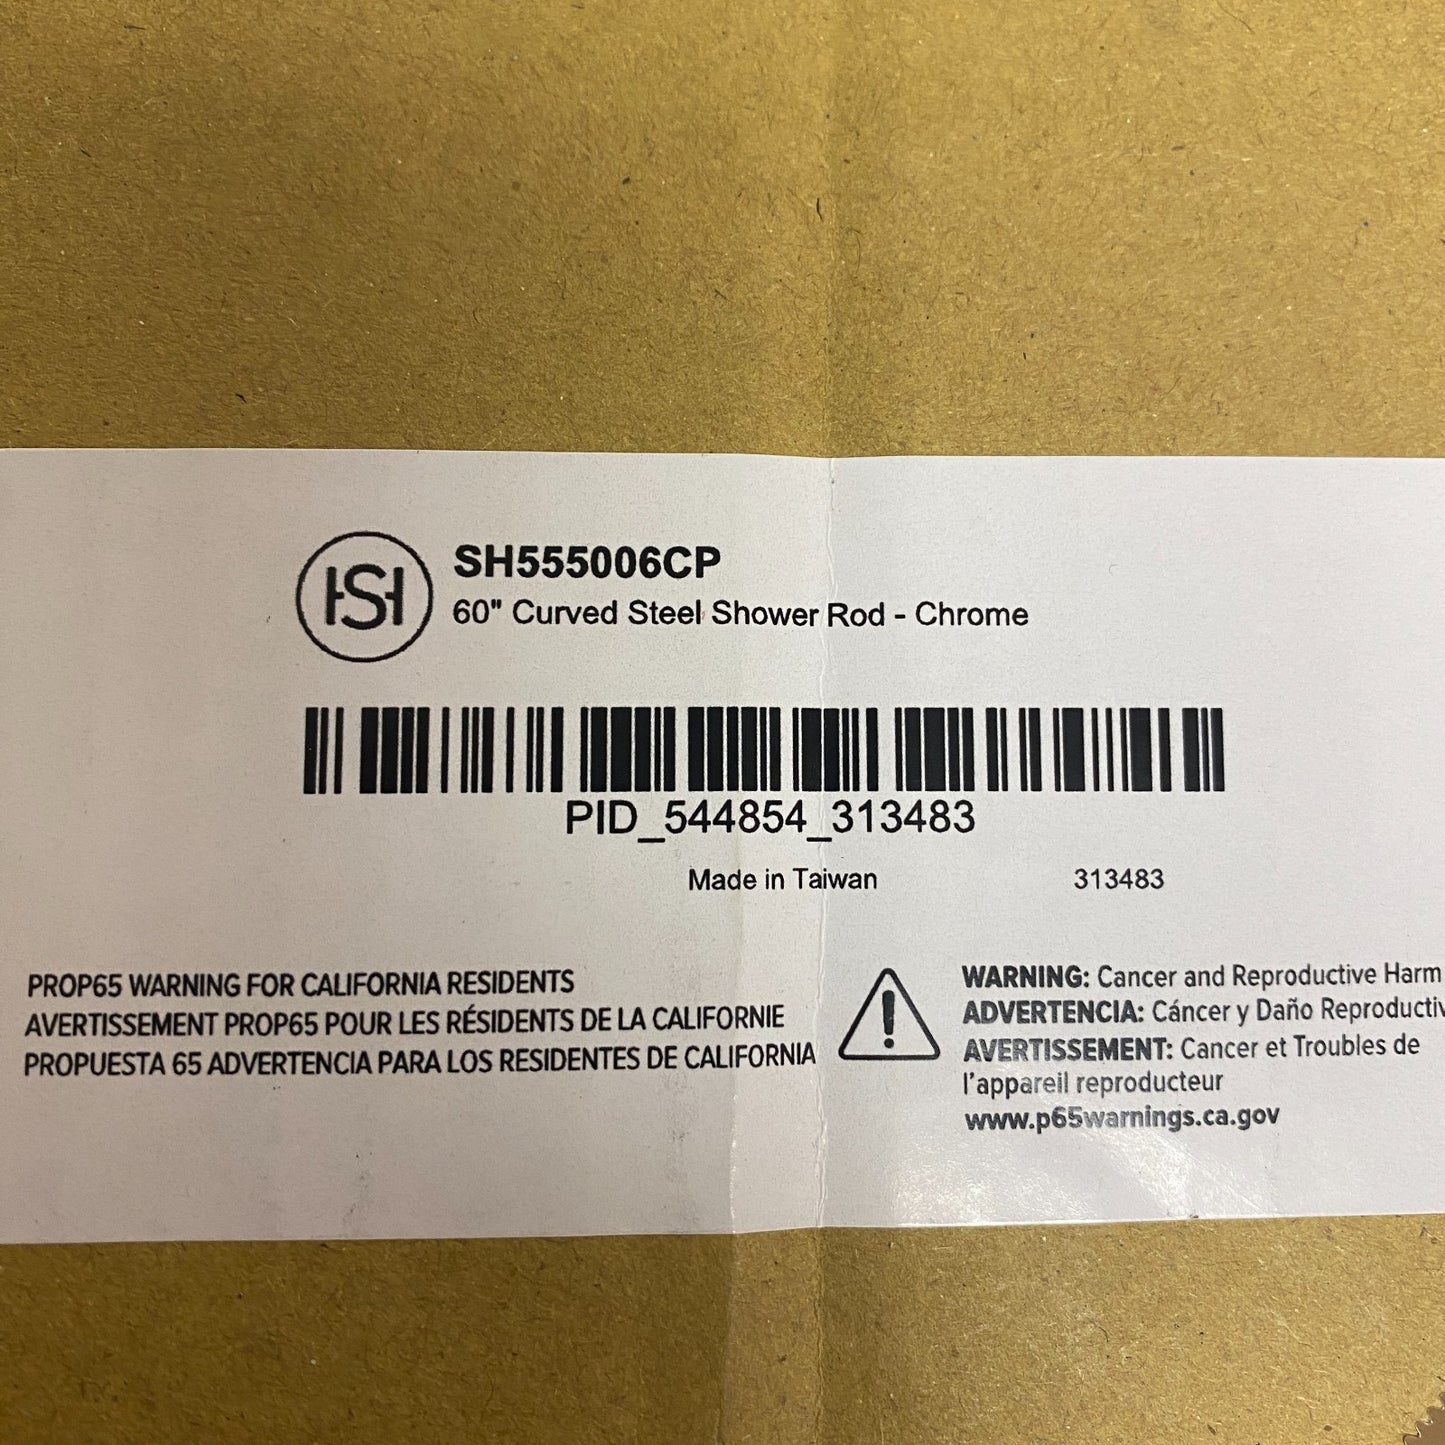 SH
SH555006CP
60" Curved Steel Shower Rod - Chrome
PID_544854_313483
Made in Taiwan 313483
PROP65 WARNING FOR CALIFORNIA RESIDENTS
AVERTISSEMENT PROP65 POUR LES RÉSIDENTS DE LA CALIFORNIE
PROPUESTA 65 ADVERTENCIA PARA LOS RESIDENTES DE CALIFORNIA
WARNING: Cancer and Reproductive Harm
ADVERTENCIA: Cáncer y Daño Reproductiv
AVERTISSEMENT: Cancer et Troubles de
l'appareil reproducteur
www.p65warnings.ca.gov